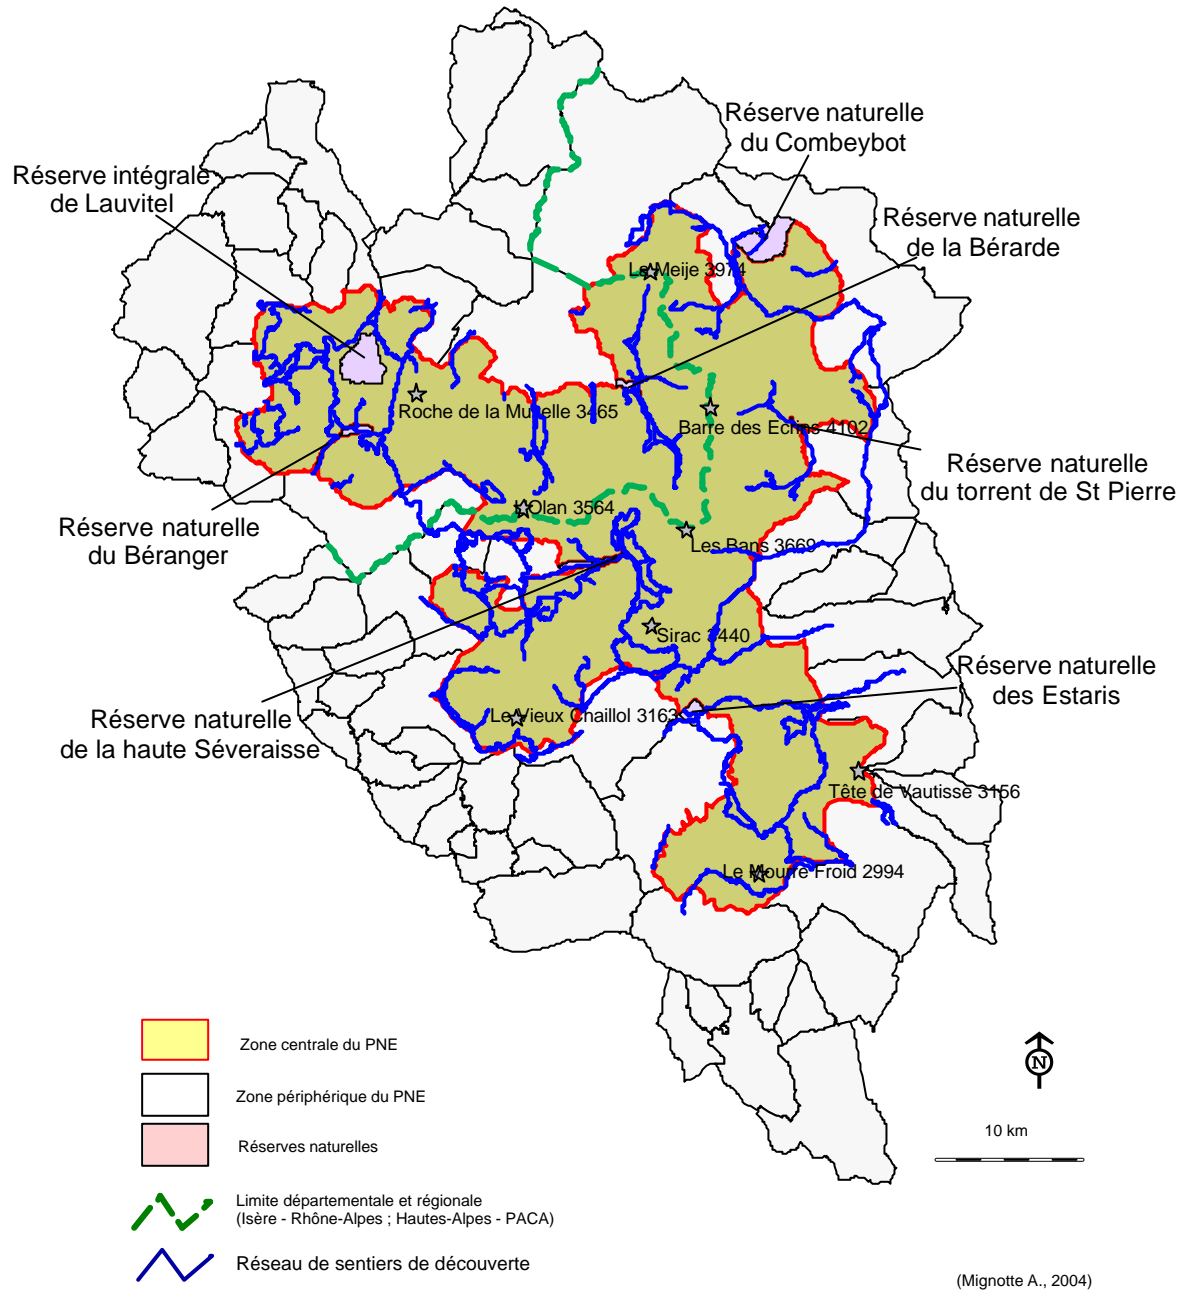 Réserve naturelle
du Combeybot
Réserve intégrale
de Lauvitel
Réserve naturelle
de la Bérarde
Le Meije 3974
Roche de la Muzelle 3465
Barre des Ecrins 4102
Réserve naturelle
du torrent de St Pierre
L'Olan 3564
Réserve naturelle
du Béranger
Les Bans 3669
Sirac 3440
Réserve naturelle
des Estaris
Réserve naturelle
de la haute Séveraisse
Le Vieux Chaillol 3163
Tête de Vautisse 3156
Le Mourre Froid 2994
Zone centrale du PNE
Zone périphérique du PNE
Réserves naturelles
Limite départementale et régionale
(Isère - Rhône-Alpes ; Hautes-Alpes - PACA)
Réseau de sentiers de découverte
N
10 km
(Mignotte A., 2004)